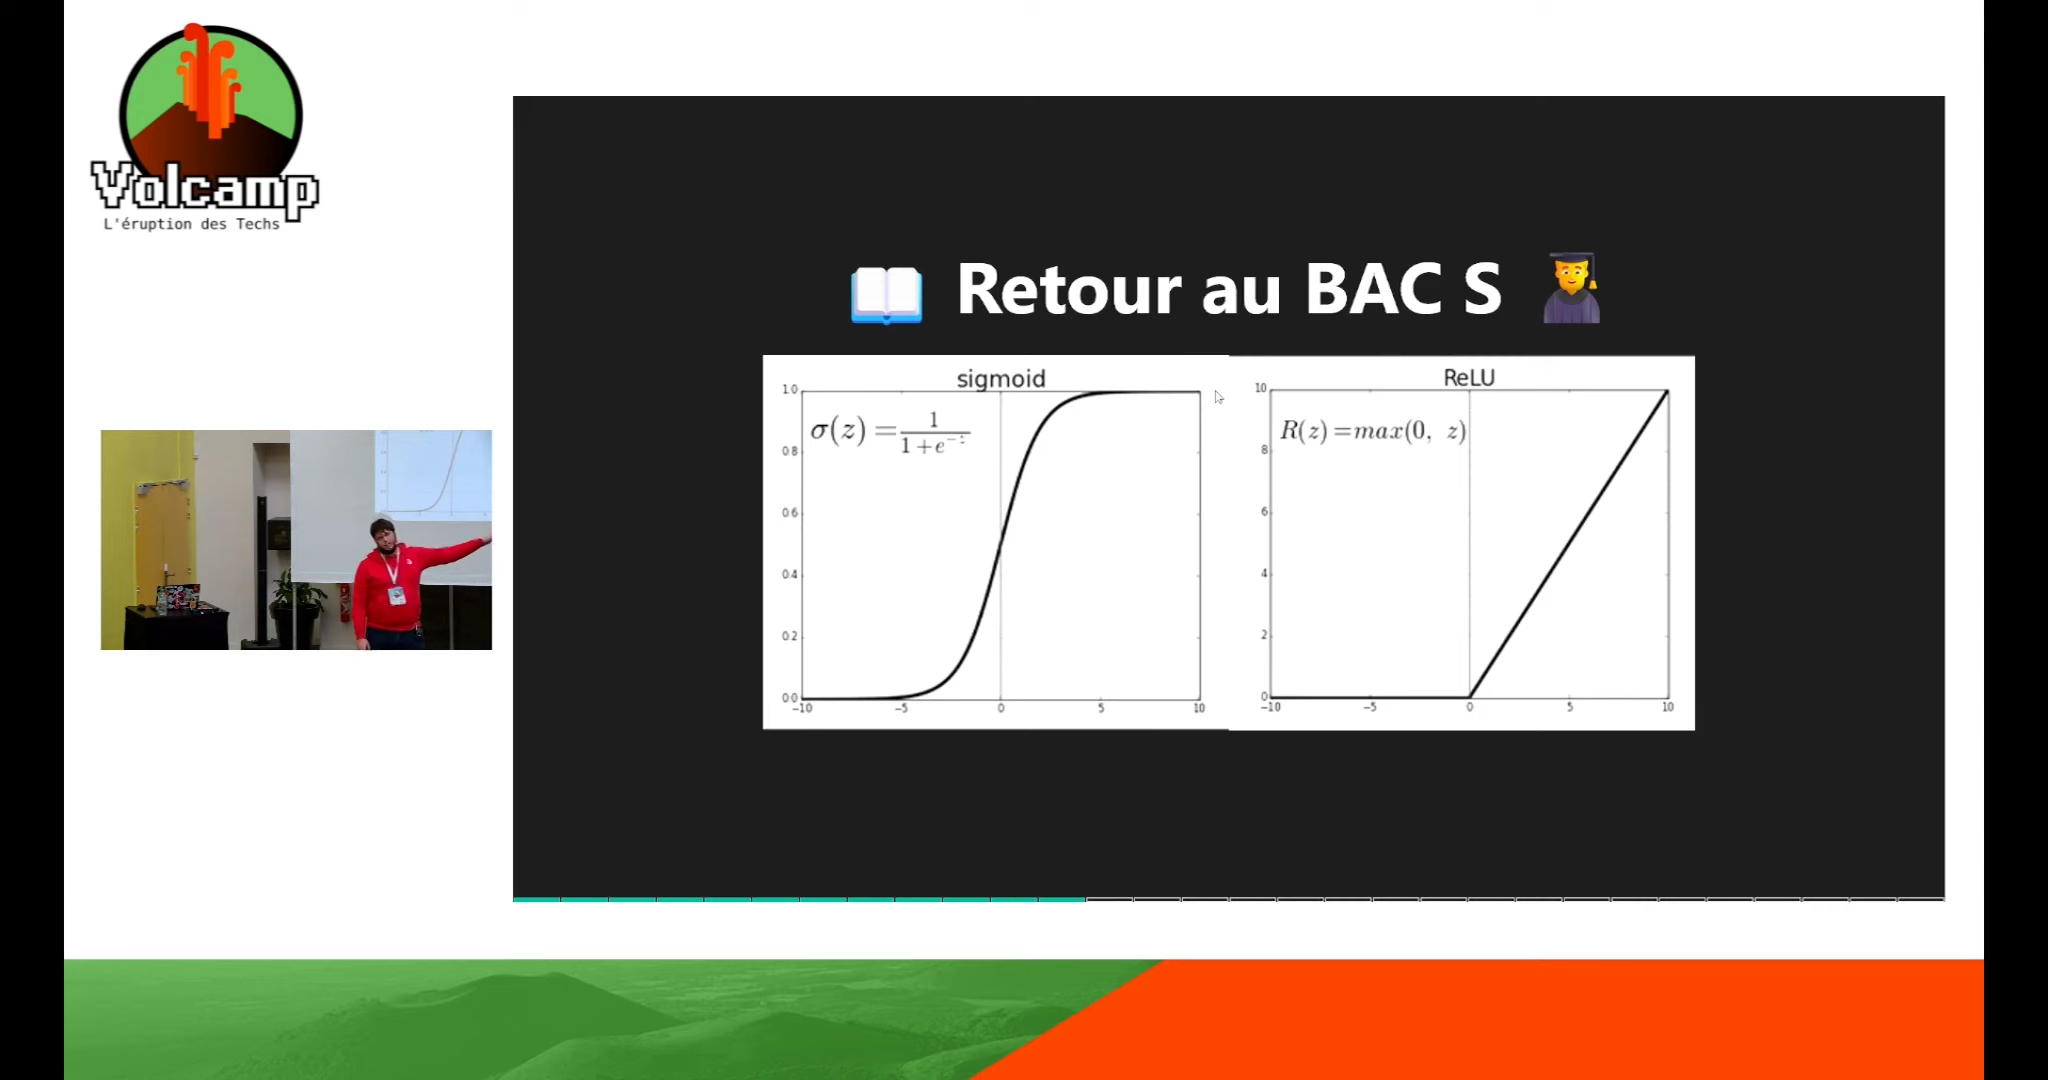 Volcamp
L'éruption des Techs
Retour au BAC S
sigmoid
σ(z) = 1/(1+e^-z)
1.0
0.8
0.6
0.4
0.2
0.0
-10 -5 0 5 10
ReLU
R(z)=max(0, z)
10
8
6
4
2
0
-10 -5 0 5 10